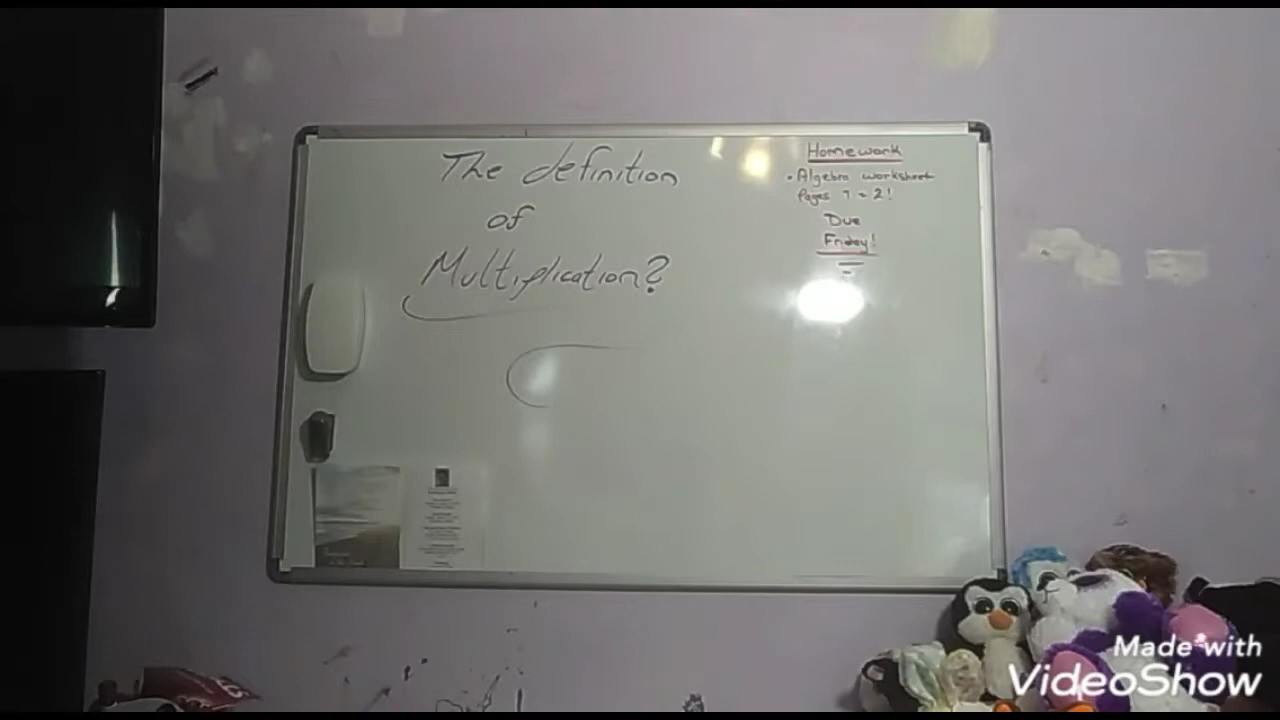 The definition
of
Multiplication?
Homework
• Algebra worksheet
Pages 1 - 2!
Due
Friday!
Made with
VideoShow